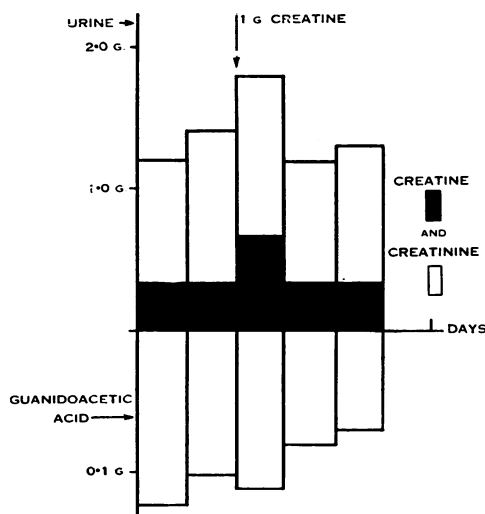 URINE
1 G CREATINE
2·0 G.
1·0 G
CREATINE
AND
CREATININE
DAYS
GUANIDOACETIC
ACID
0·1 G